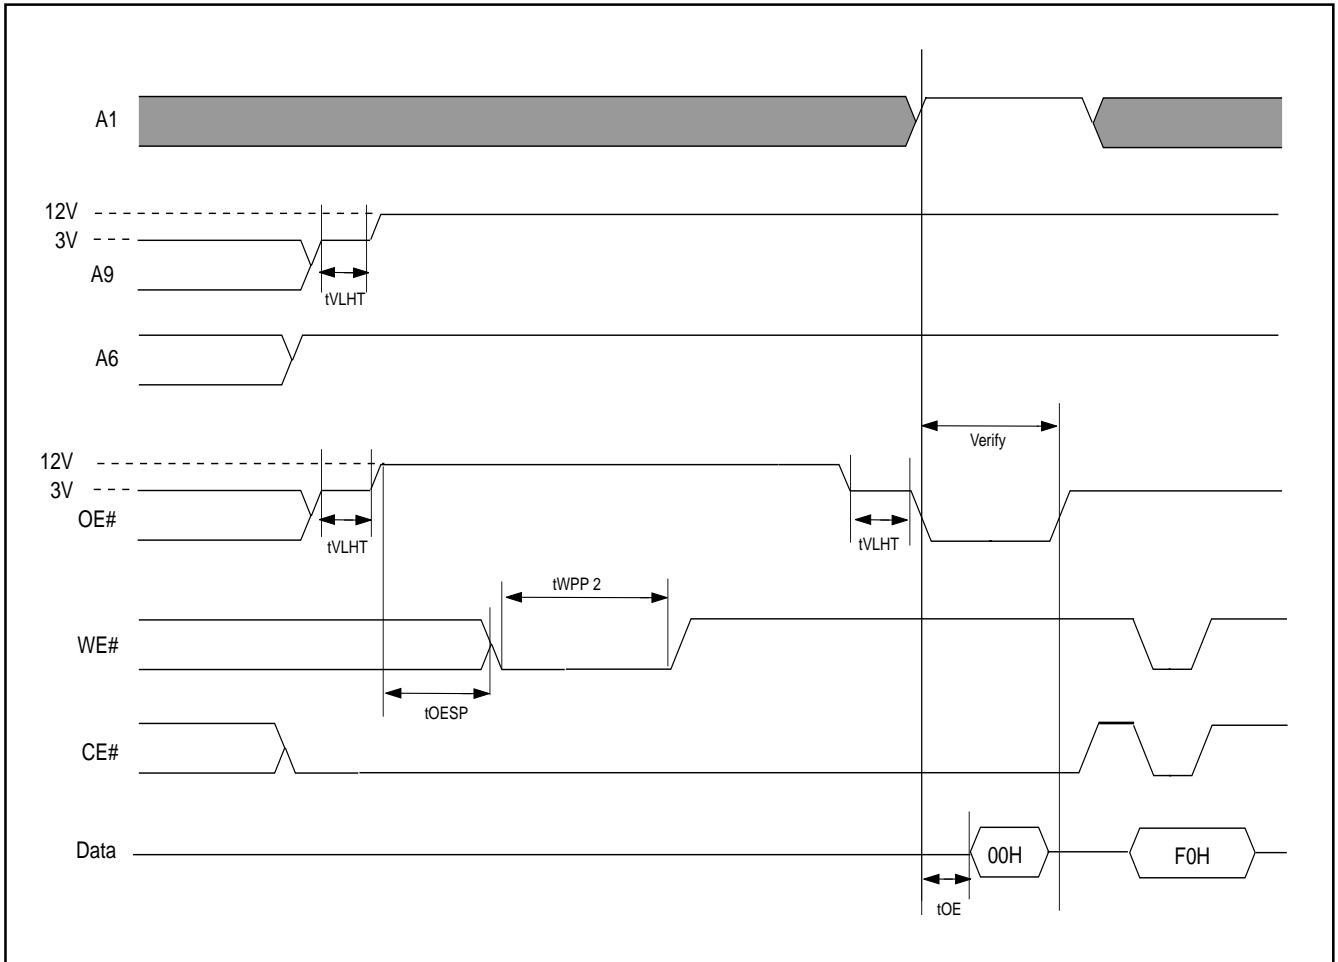 A1
12V
3V
A9
tVLHT
A6
Verify
12V
3V
OE#
tVLHT
tVLHT
tWPP 2
WE#
tOESP
CE#
Data
00H
F0H
tOE